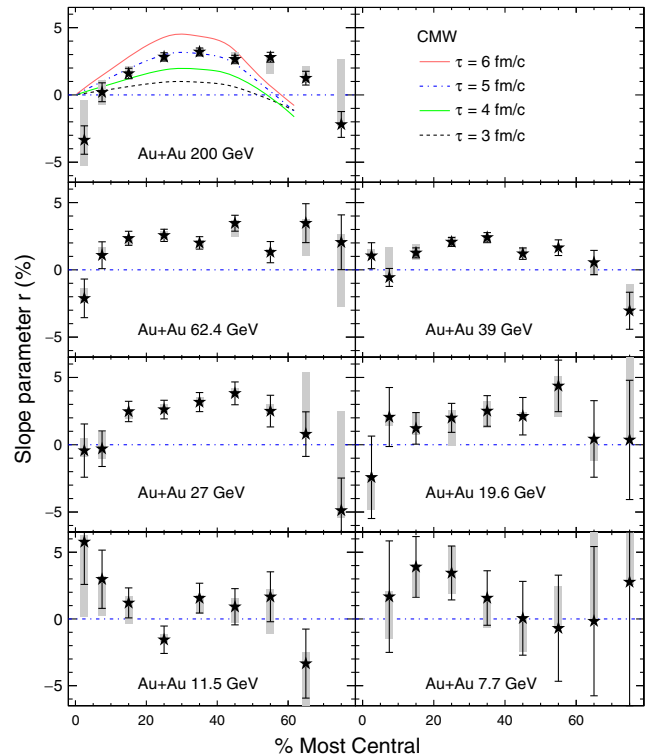 5
0
−5
Au+Au 200 GeV
CMW
τ = 6 fm/c
τ = 5 fm/c
τ = 4 fm/c
τ = 3 fm/c
5
0
−5
Au+Au 62.4 GeV
Au+Au 39 GeV
Slope parameter r (%)
5
0
−5
Au+Au 27 GeV
Au+Au 19.6 GeV
5
0
−5
Au+Au 11.5 GeV
Au+Au 7.7 GeV
0 20 40 60
0 20 40 60
% Most Central